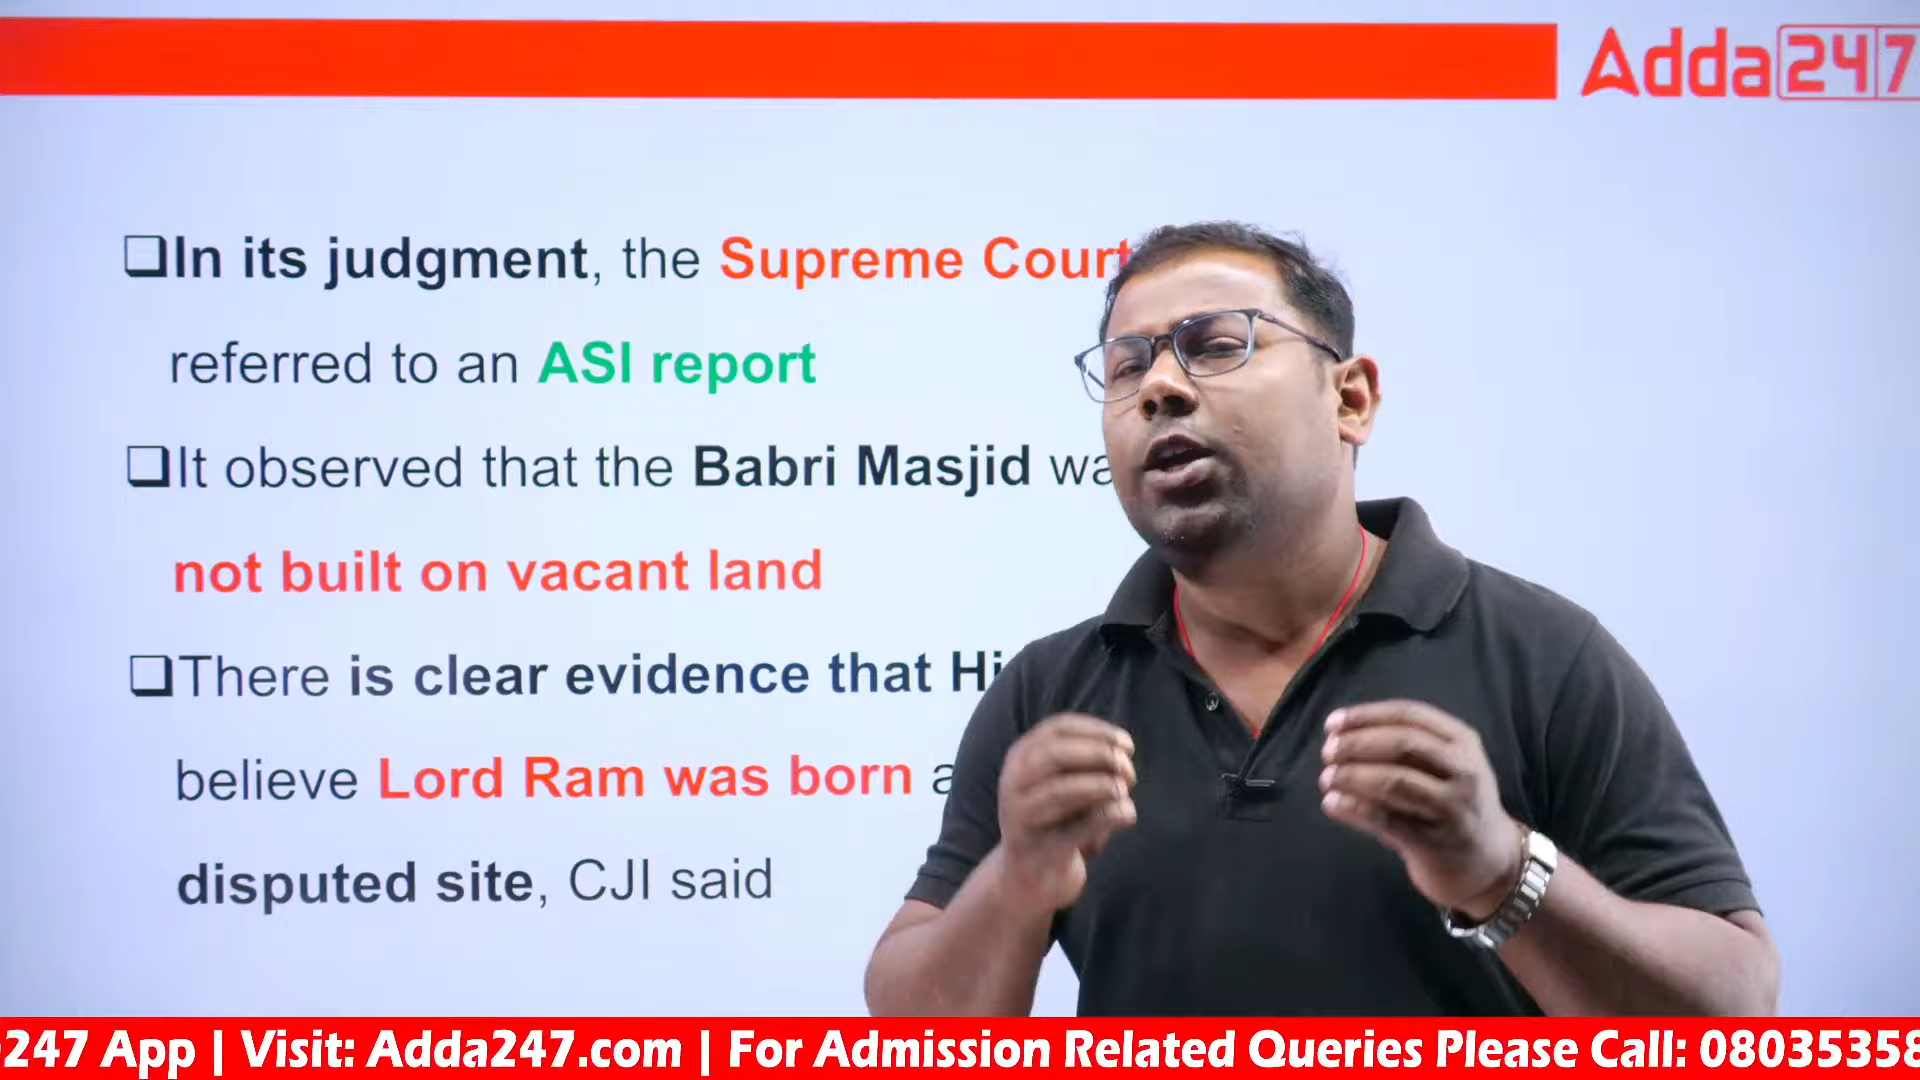 Adda247
❑In its judgment, the Supreme Court
referred to an ASI report
❑It observed that the Babri Masjid
not built on vacant land
❑There is clear evidence that
believe Lord Ram was born
disputed site, CJI said
247 App | Visit: Adda247.com | For Admission Related Queries Please Call: 08035358